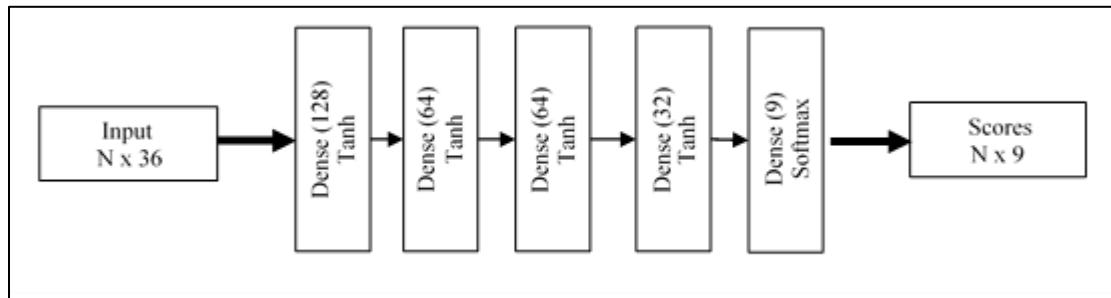 Input
N x 36
Dense (128)
Tanh
Dense (64)
Tanh
Dense (64)
Tanh
Dense (32)
Tanh
Dense (9)
Softmax
Scores
N x 9